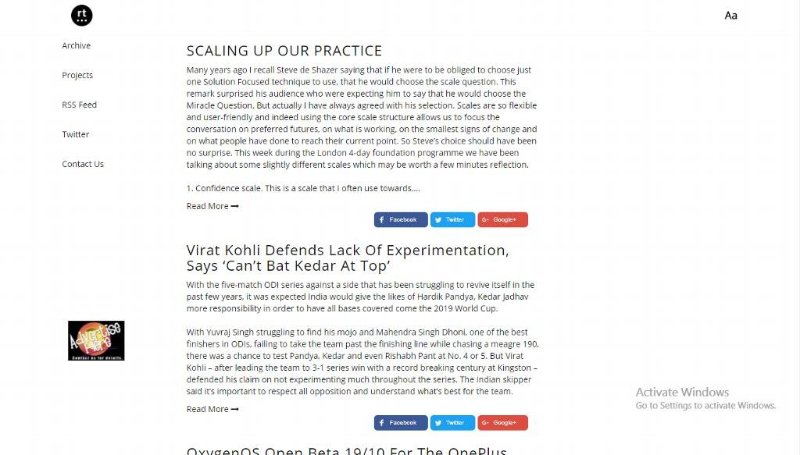 rt
Aa
Archive
Projects
RSS Feed
Twitter
Contact Us
SCALING UP OUR PRACTICE
Many years ago I recall Steve de Shazer saying that if he were to be obliged to choose just
one Solution Focused technique to use, that he would choose the scale question. This
remark surprised his audience who were expecting him to say that he would choose the
Miracle Question, But actually I have always agreed with his selection. Scales are so flexible
and user-friendly and indeed using the core scale structure allows us to focus the
conversation on preferred futures, on what is working, on the smallest signs of change and
on what people have done to reach their current point. So Steve's choice should have been
no surprise. This week during the London 4-day foundation programme we have been
talking about some slightly different scales which may be worth a few minutes reflection.
1. Confidence scale. This is a scale that I often use towards....
Read More
Facebook Twitter Google+
Virat Kohli Defends Lack Of Experimentation,
Says ‘Can’t Bat Kedar At Top’
With the five-match ODI series against a side that has been struggling to revive itself in the
past few years, it was expected India would give the likes of Hardik Pandya, Kedar Jadhav
more responsibility in order to have all bases covered come the 2019 World Cup.
With Yuvraj Singh struggling to find his mojo and Mahendra Singh Dhoni, one of the best
finishers in ODIs, failing to take the team past the finishing line while chasing a meagre 190,
there was a chance to test Pandya, Kedar and even Rishabh Pant at No. 4 or 5. But Virat
Kohli – after leading the team to 3-1 series win with a record breaking century at Kingston –
defended his claim on not experimenting much throughout the series. The Indian skipper
said it's important to respect all opposition and understand what's best for the team.
Read More
Facebook Twitter Google+
Advertise
Here
Contact us for details
Activate Windows
Go to Settings to activate Windows.
OxygenOS Open Beta 19/10 For The OnePlus